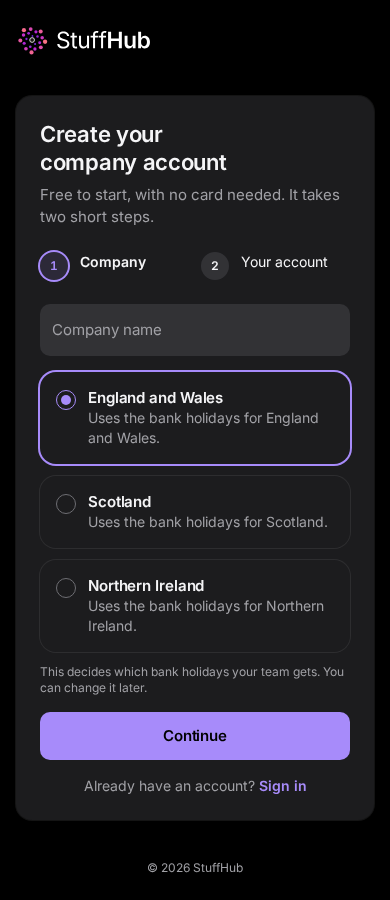 StuffHub
Create your
company account
Free to start, with no card needed. It takes
two short steps.
1 Company 2 Your account
Company name
England and Wales
Uses the bank holidays for England
and Wales.
Scotland
Uses the bank holidays for Scotland.
Northern Ireland
Uses the bank holidays for Northern
Ireland.
This decides which bank holidays your team gets. You
can change it later.
Continue
Already have an account? Sign in
© 2026 StuffHub